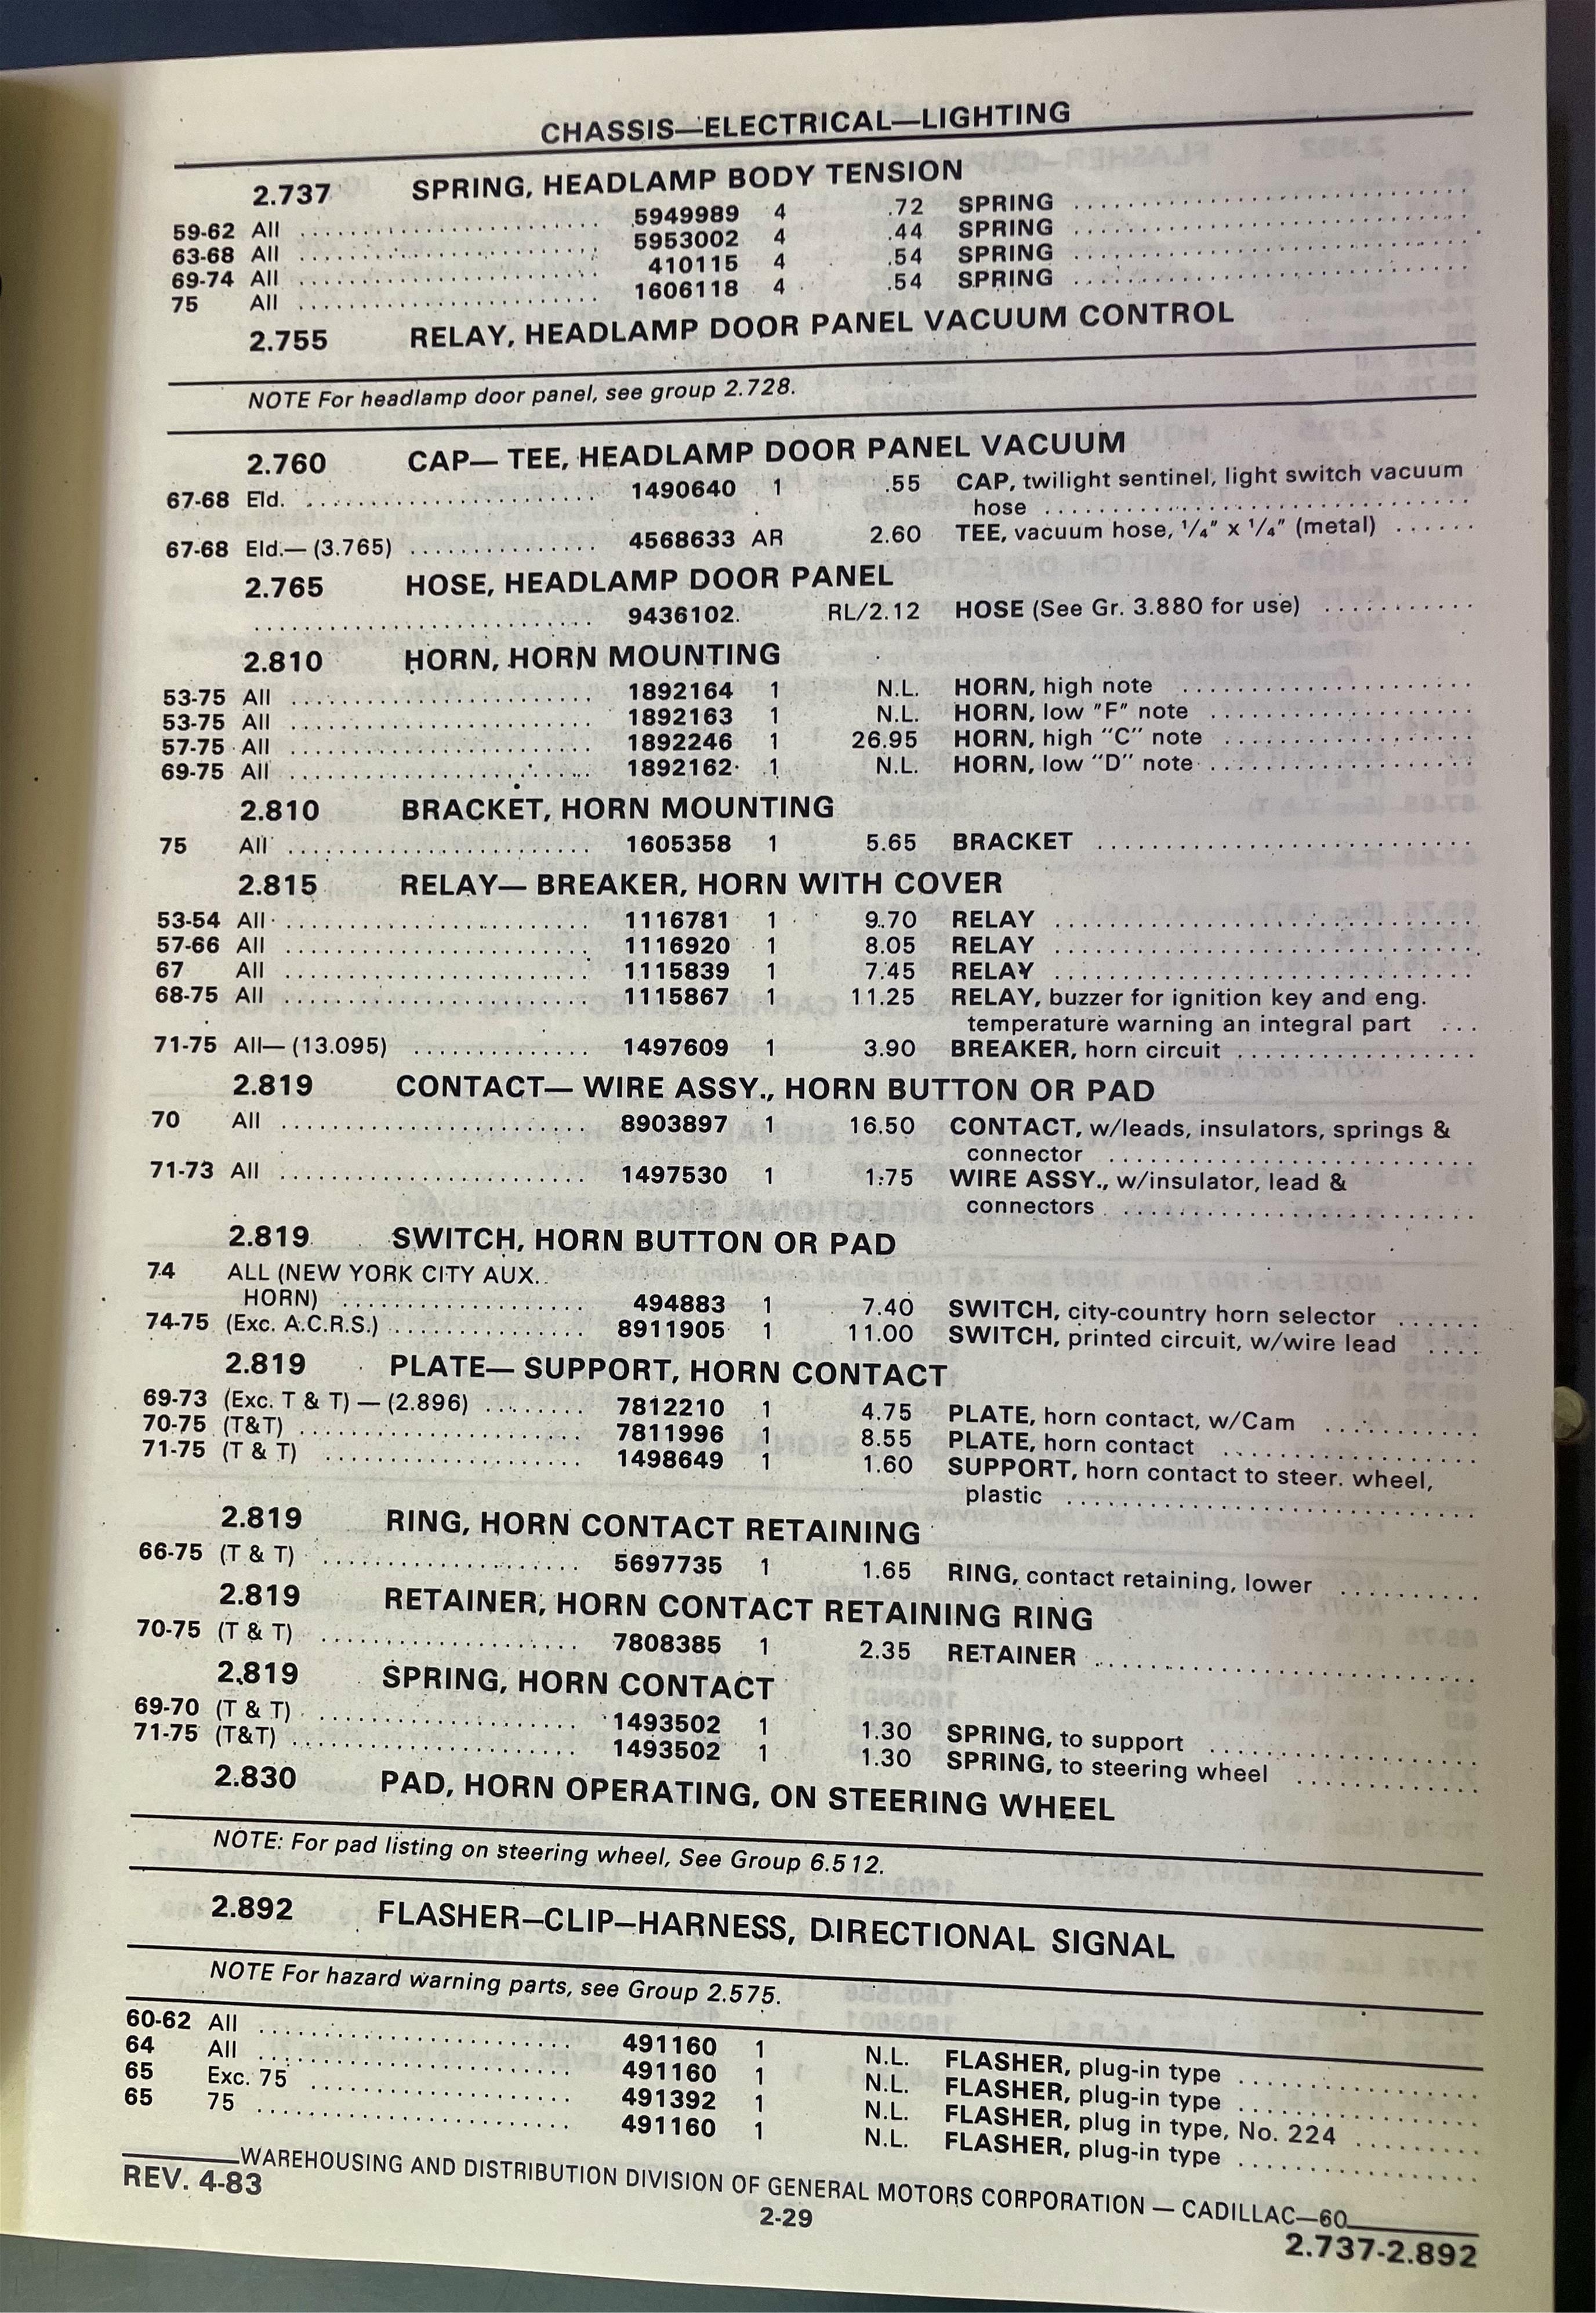 CHASSIS—ELECTRICAL—LIGHTING
2.737 SPRING, HEADLAMP BODY TENSION
59-62 All 5949989 4 .72 SPRING
63-68 All 5953002 4 .44 SPRING
69-74 All 410115 4 .54 SPRING
75 All 1606118 4 .54 SPRING
2.755 RELAY, HEADLAMP DOOR PANEL VACUUM CONTROL
NOTE For headlamp door panel, see group 2.728.
2.760 CAP— TEE, HEADLAMP DOOR PANEL VACUUM
67-68 Eld. 1490640 1 .55 CAP, twilight sentinel, light switch vacuum
hose
67-68 Eld.— (3.765) 4568633 AR 2.60 TEE, vacuum hose, 1/4" x 1/4" (metal)
2.765 HOSE, HEADLAMP DOOR PANEL
9436102 RL/2.12 HOSE (See Gr. 3.880 for use)
2.810 HORN, HORN MOUNTING
53-75 All 1892164 1 N.L. HORN, high note
53-75 All 1892163 1 N.L. HORN, low "F" note
57-75 All 1892246 1 26.95 HORN, high "C" note
69-75 All 1892162 1 N.L. HORN, low "D" note
2.810 BRACKET, HORN MOUNTING
75 All 1605358 1 5.65 BRACKET
2.815 RELAY— BREAKER, HORN WITH COVER
53-54 All 1116781 1 9.70 RELAY
57-66 All 1116920 1 8.05 RELAY
67 All 1115839 1 7.45 RELAY
68-75 All 1115867 1 11.25 RELAY, buzzer for ignition key and eng.
temperature warning an integral part
71-75 All— (13.095) 1497609 1 3.90 BREAKER, horn circuit
2.819 CONTACT— WIRE ASSY., HORN BUTTON OR PAD
70 All 8903897 1 16.50 CONTACT, w/leads, insulators, springs &
connector
71-73 All 1497530 1 1.75 WIRE ASSY., w/insulator, lead &
connectors
2.819 SWITCH, HORN BUTTON OR PAD
74 ALL (NEW YORK CITY AUX.
HORN) 494883 1 7.40 SWITCH, city-country horn selector
74-75 (Exc. A.C.R.S.) 8911905 1 11.00 SWITCH, printed circuit, w/wire lead
2.819 PLATE— SUPPORT, HORN CONTACT
69-73 (Exc. T & T) — (2.896) 7812210 1 4.75 PLATE, horn contact, w/Cam
70-75 (T&T) 7811996 1 8.55 PLATE, horn contact
71-75 (T & T) 1498649 1 1.60 SUPPORT, horn contact to steer. wheel,
plastic
2.819 RING, HORN CONTACT RETAINING
66-75 (T & T) 5697735 1 1.65 RING, contact retaining, lower
2.819 RETAINER, HORN CONTACT RETAINING RING
70-75 (T & T) 7808385 1 2.35 RETAINER
2.819 SPRING, HORN CONTACT
69-70 (T & T) 1493502 1 1.30 SPRING, to support
71-75 (T&T) 1493502 1 1.30 SPRING, to steering wheel
2.830 PAD, HORN OPERATING, ON STEERING WHEEL
NOTE: For pad listing on steering wheel, See Group 6.512.
2.892 FLASHER—CLIP—HARNESS, DIRECTIONAL SIGNAL
NOTE For hazard warning parts, see Group 2.575.
60-62 All 491160 1 N.L. FLASHER, plug-in type
64 All 491160 1 N.L. FLASHER, plug-in type
65 Exc. 75 491392 1 N.L. FLASHER, plug in type, No. 224
65 75 491160 1 N.L. FLASHER, plug-in type
WAREHOUSING AND DISTRIBUTION DIVISION OF GENERAL MOTORS CORPORATION — CADILLAC—60
REV. 4-83
2-29
2.737-2.892